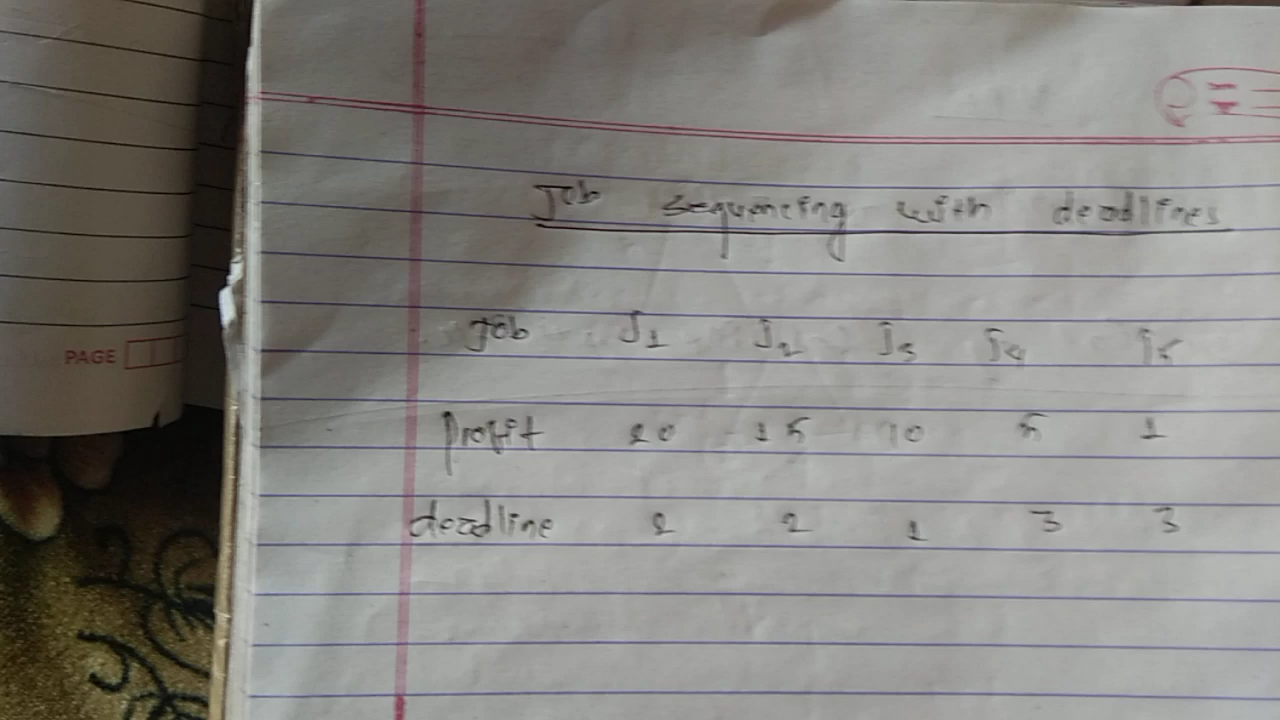 PAGE
Job sequencing with deadlines
Job J1 J2 J3 J4 J5
profit 20 15 10 5 1
deadline 2 2 1 3 3